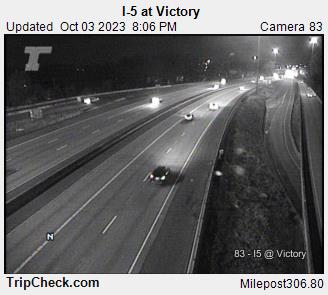 I-5 at Victory
Updated Oct 03 2023 8:06 PM Camera 83
T
N
83 - I5 @ Victory
TripCheck.com Milepost306.80